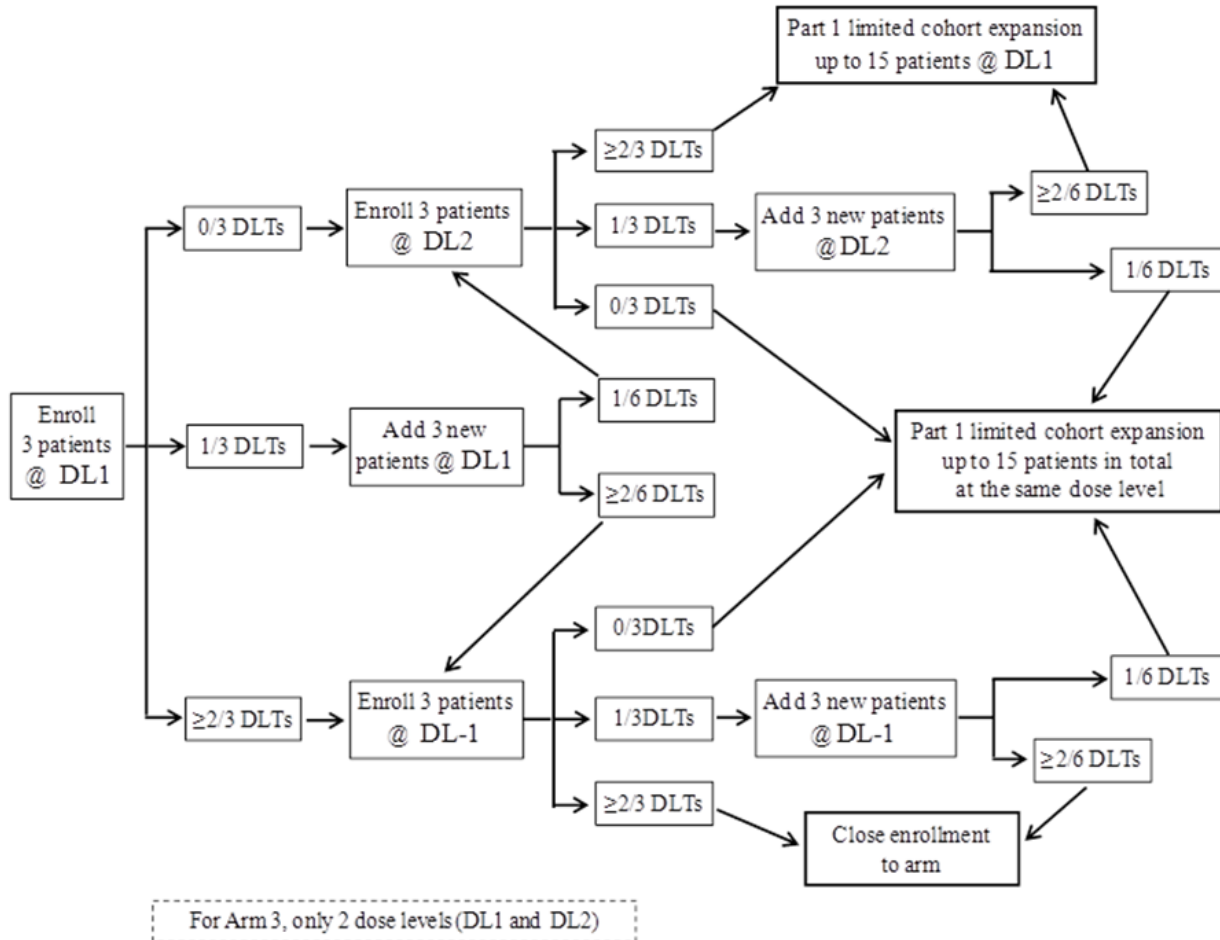 Part 1 limited cohort expansion
up to 15 patients @ DL1
≥2/3 DLTs
0/3 DLTs
Enroll 3 patients
@ DL2
1/3 DLTs
Add 3 new patients
@DL2
≥2/6 DLTs
1/6 DLTs
0/3 DLTs
Enroll
3 patients
@ DL1
1/3 DLTs
Add 3 new
patients @ DL1
1/6 DLTs
≥2/6 DLTs
Part 1 limited cohort expansion
up to 15 patients in total
at the same dose level
≥2/3 DLTs
Enroll 3 patients
@ DL-1
0/3DLTs
1/3DLTs
Add 3 new patients
@DL-1
1/6 DLTs
≥2/6 DLTs
≥2/3 DLTs
Close enrollment
to arm
For Arm 3, only 2 dose levels (DL1 and DL2)